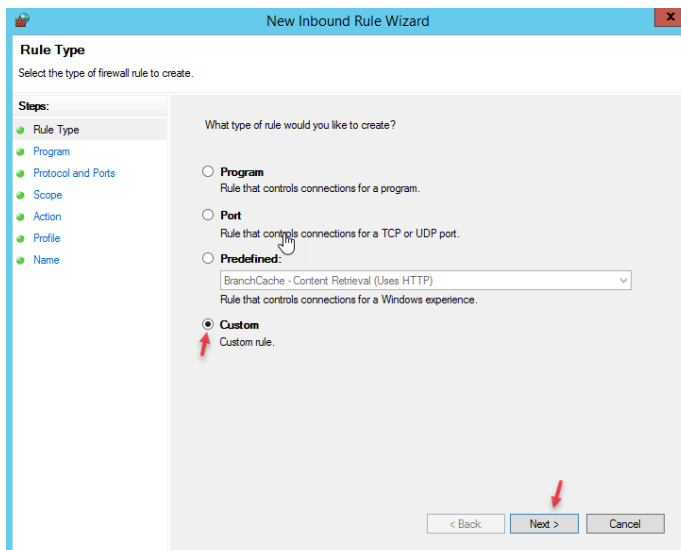 New Inbound Rule Wizard
x
Rule Type
Select the type of firewall rule to create.
Steps:
Rule Type
Program
Protocol and Ports
Scope
Action
Profile
Name
What type of rule would you like to create?
Program
Rule that controls connections for a program.
Port
Rule that controls connections for a TCP or UDP port.
Predefined:
BranchCache - Content Retrieval (Uses HTTP)
Rule that controls connections for a Windows experience.
Custom
Custom rule.
< Back Next > Cancel